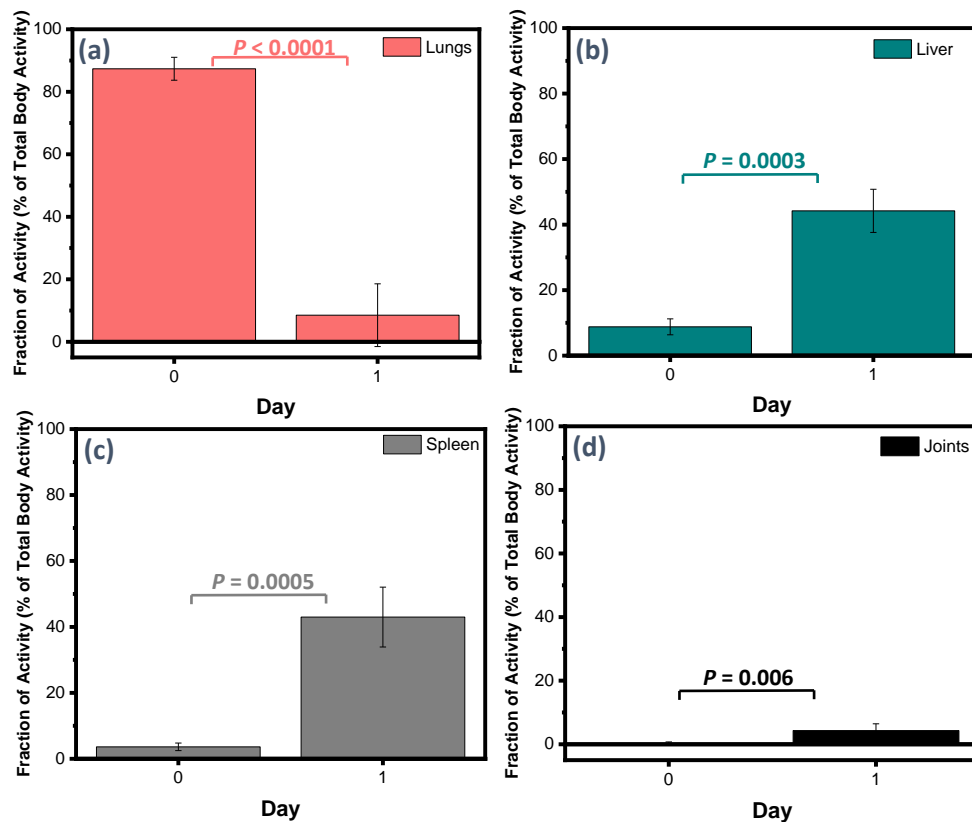 (a)
P < 0.0001
Lungs
Fraction of Activity (% of Total Body Activity)
100
80
60
40
20
0
0 1
Day
(b)
P = 0.0003
Liver
Fraction of Activity (% of Total Body Activity)
100
80
60
40
20
0
0 1
Day
(c)
P = 0.0005
Spleen
Fraction of Activity (% of Total Body Activity)
100
80
60
40
20
0
0 1
Day
(d)
P = 0.006
Joints
Fraction of Activity (% of Total Body Activity)
100
80
60
40
20
0
0 1
Day